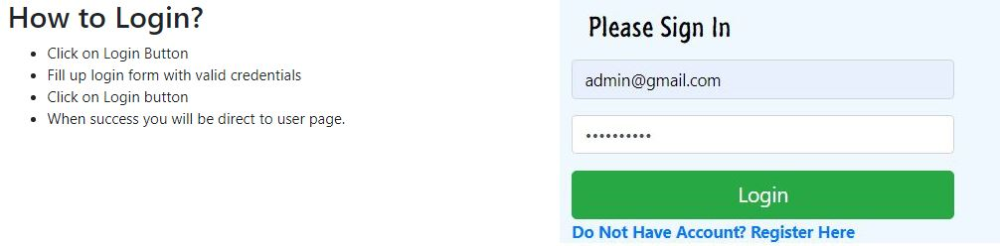 How to Login?
• Click on Login Button
• Fill up login form with valid credentials
• Click on Login button
• When success you will be direct to user page.
Please Sign In
admin@gmail.com
••••••••••
Login
Do Not Have Account? Register Here